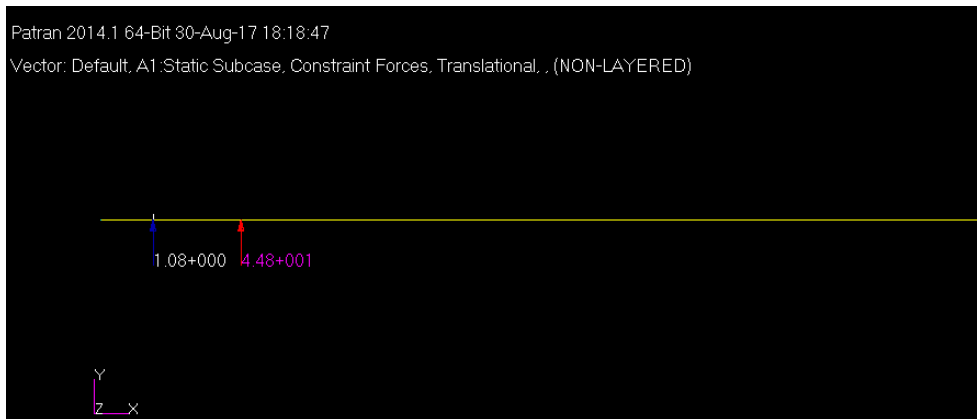 Patran 2014.1 64-Bit 30-Aug-17 18:18:47
Vector: Default, A1:Static Subcase, Constraint Forces, Translational, , (NON-LAYERED)
1.08+000 4.48+001
Y
Z X